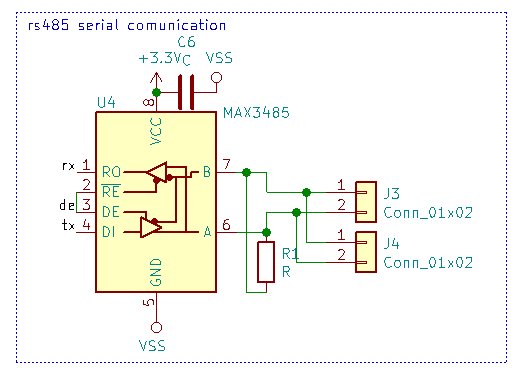 rs485 serial comunication
C6
+3.3V
C
VSS
U4
8
VCC
MAX3485
rx 1 RO
B 7
2 RE
de 3 DE
tx 4 DI
A 6
1 J3
2 Conn_01x02
1 J4
2 Conn_01x02
R1
R
GND
5
VSS